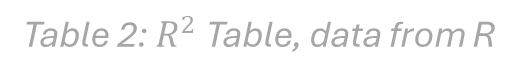 Table 2: R² Table, data from R